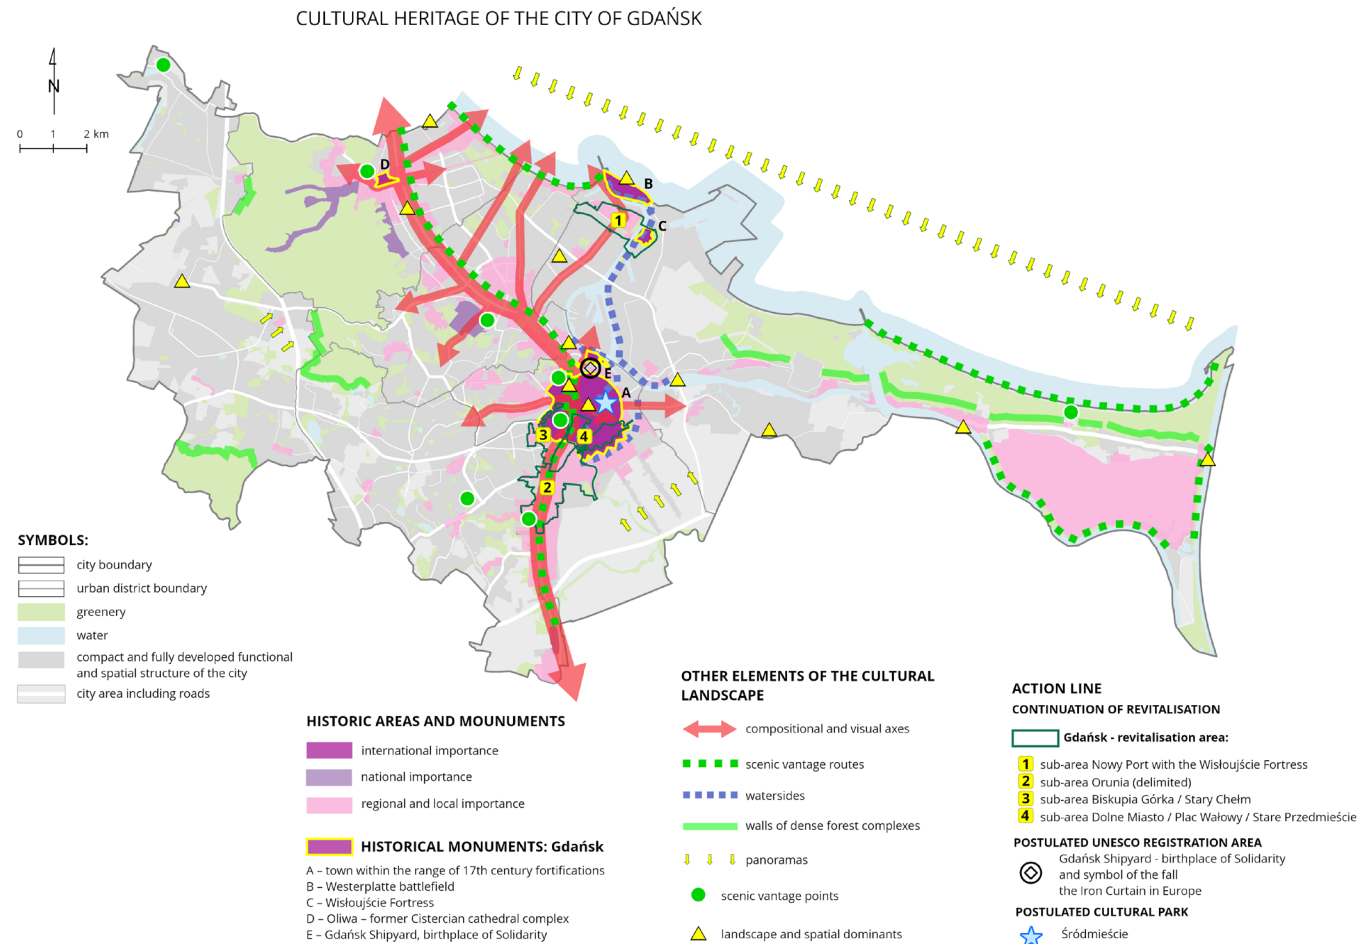 CULTURAL HERITAGE OF THE CITY OF GDAŃSK
N
0 1 2 km
D
B
1
C
E
A
3
4
2
SYMBOLS:
city boundary
urban district boundary
greenery
water
compact and fully developed functional
and spatial structure of the city
city area including roads
HISTORIC AREAS AND MOUNUMENTS
international importance
national importance
regional and local importance
HISTORICAL MONUMENTS: Gdańsk
A – town within the range of 17th century fortifications
B – Westerplatte battlefield
C – Wisłoujście Fortress
D – Oliwa – former Cistercian cathedral complex
E – Gdańsk Shipyard, birthplace of Solidarity
OTHER ELEMENTS OF THE CULTURAL
LANDSCAPE
compositional and visual axes
scenic vantage routes
watersides
walls of dense forest complexes
panoramas
scenic vantage points
landscape and spatial dominants
ACTION LINE
CONTINUATION OF REVITALISATION
Gdańsk - revitalisation area:
1 sub-area Nowy Port with the Wisłoujście Fortress
2 sub-area Orunia (delimited)
3 sub-area Biskupia Górka / Stary Chełm
4 sub-area Dolne Miasto / Plac Wałowy / Stare Przedmieście
POSTULATED UNESCO REGISTRATION AREA
Gdańsk Shipyard - birthplace of Solidarity
and symbol of the fall
the Iron Curtain in Europe
POSTULATED CULTURAL PARK
Śródmieście